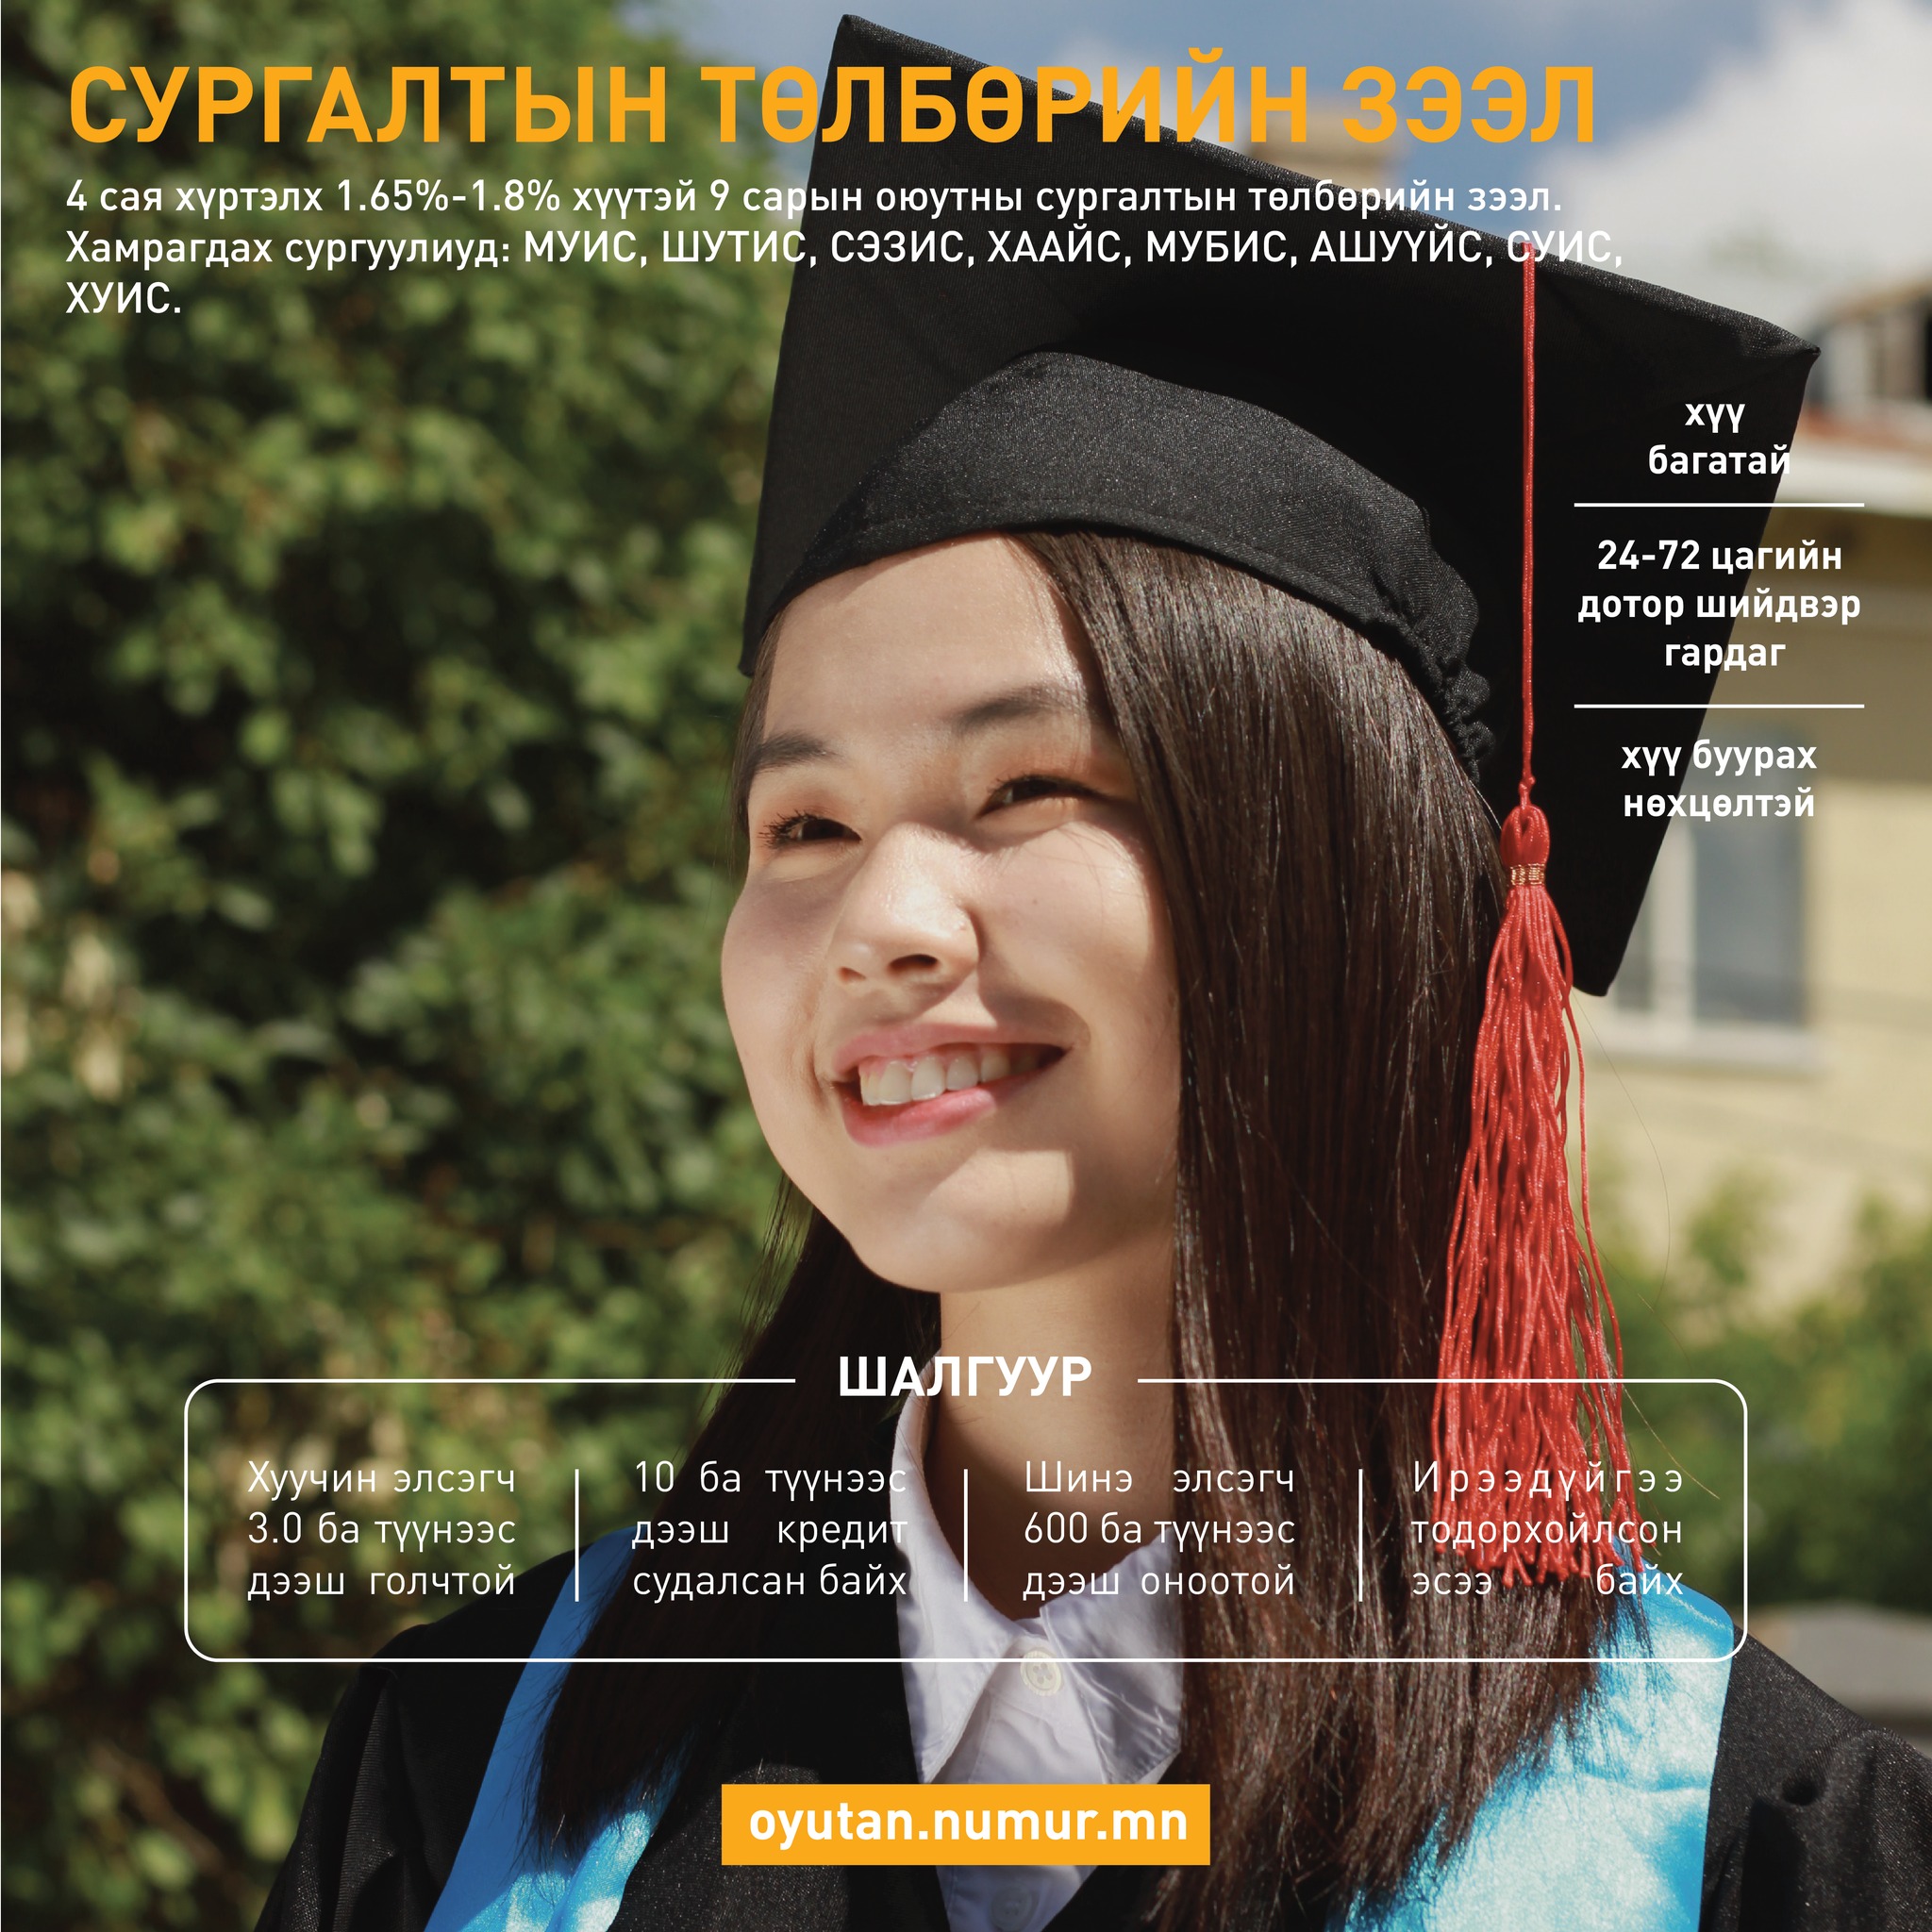 СУРГАЛТЫН ТӨЛБӨРИЙН ЗЭЭЛ
4 сая хүртэлх 1.65%-1.8% хүүтэй 9 сарын оюутны сургалтын төлбөрийн зээл.
Хамрагдах сургуулиуд: МУИС, ШУТИС, СЭЗИС, ХААЙС, МУБИС, АШУҮЙС, СУИС,
ХУИС.
хүү
багатай
24-72 цагийн
дотор шийдвэр
гардаг
хүү буурах
нөхцөлтэй
ШАЛГУУР
Хуучин элсэгч
3.0 ба түүнээс
дээш голчтой
10 ба түүнээс
дээш кредит
судалсан байх
Шинэ элсэгч
600 ба түүнээс
дээш оноотой
Ирээдүйгээ
тодорхойлсон
эсээ байх
oyutan.numur.mn